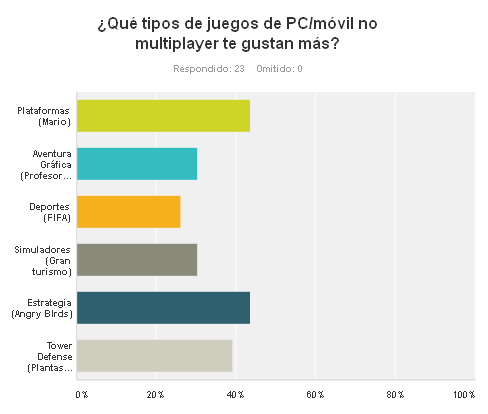 ¿Qué tipos de juegos de PC/móvil no
multiplayer te gustan más?
Respondido: 23 Omitido: 0
Plataformas
(Mario)
Aventura
Gráfica
(Profesor...
Deportes
(FIFA)
Simuladores
(Gran
turismo)
Estrategia
(Angry BIrds)
Tower
Defense
(Plantas...
0% 20% 40% 60% 80% 100%